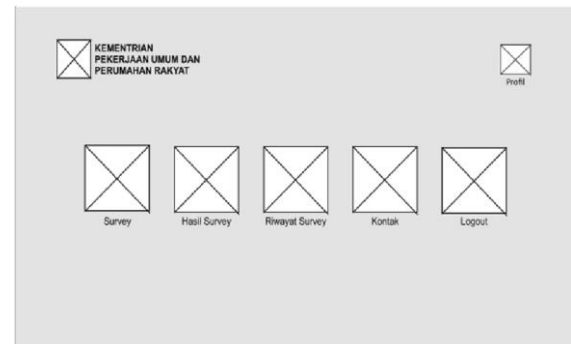 KEMENTRIAN
PEKERJAAN UMUM DAN
PERUMAHAN RAKYAT
Profil
Survey
Hasil Survey
Riwayat Survey
Kontak
Logout